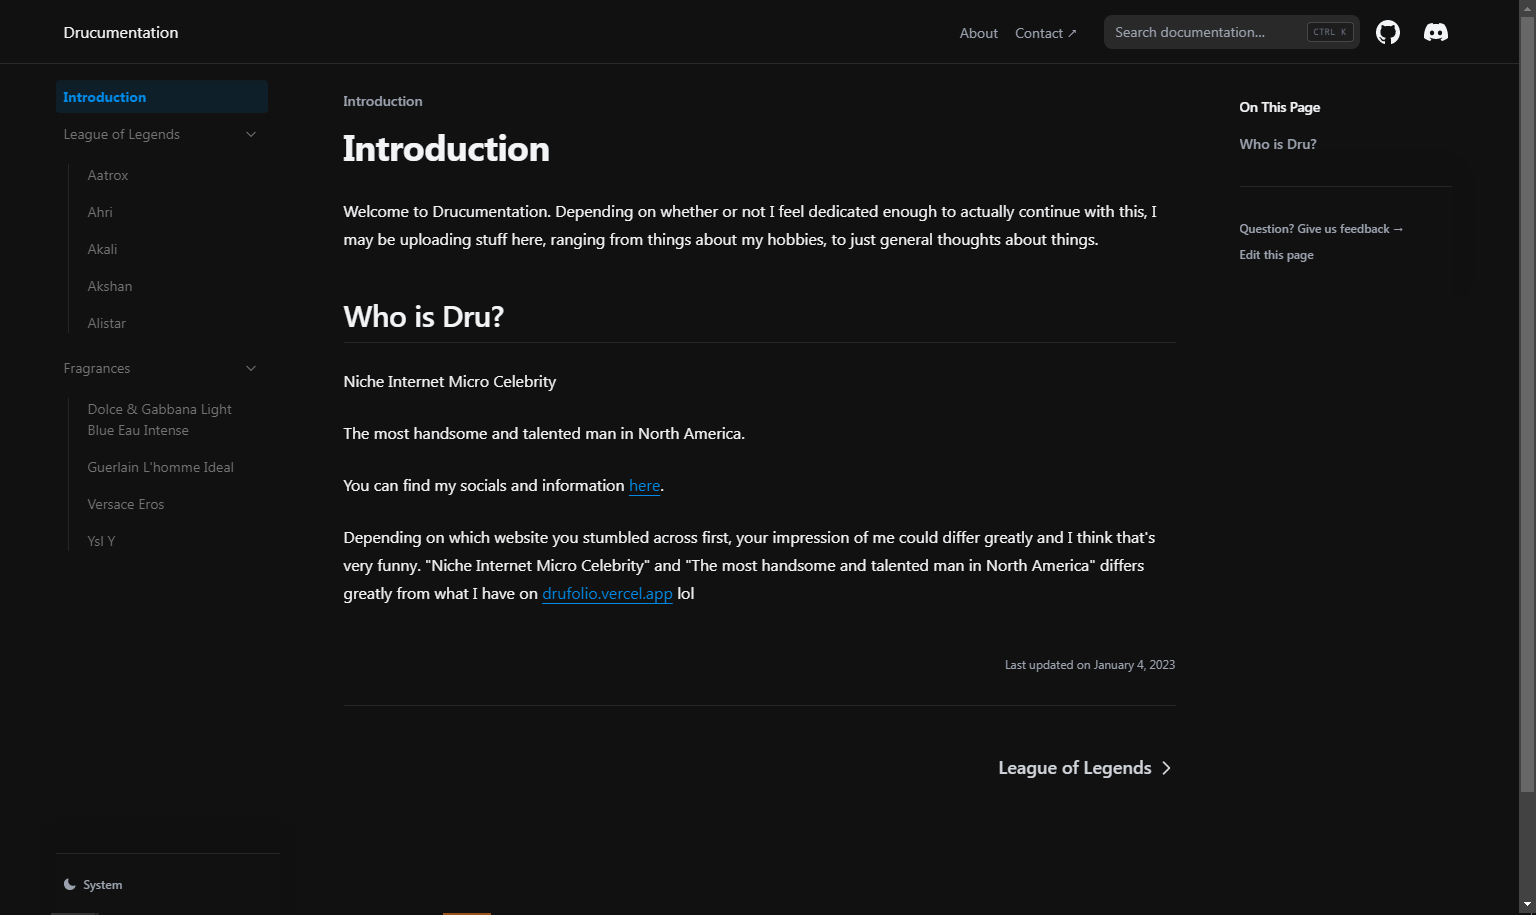 Drucumentation
About
Contact ↗
Search documentation...
CTRL K
Introduction
League of Legends
Aatrox
Ahri
Akali
Akshan
Alistar
Fragrances
Dolce & Gabbana Light
Blue Eau Intense
Guerlain L'homme Ideal
Versace Eros
Ysl Y
System
Introduction
Introduction
Welcome to Drucumentation. Depending on whether or not I feel dedicated enough to actually continue with this, I
may be uploading stuff here, ranging from things about my hobbies, to just general thoughts about things.
Who is Dru?
Niche Internet Micro Celebrity
The most handsome and talented man in North America.
You can find my socials and information here.
Depending on which website you stumbled across first, your impression of me could differ greatly and I think that's
very funny. "Niche Internet Micro Celebrity" and "The most handsome and talented man in North America" differs
greatly from what I have on drufolio.vercel.app lol
Last updated on January 4, 2023
League of Legends
On This Page
Who is Dru?
Question? Give us feedback →
Edit this page